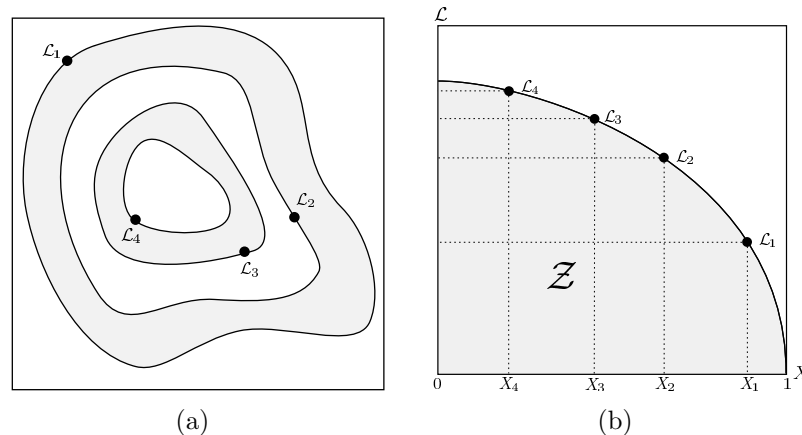 ℒ₁
ℒ₂
ℒ₄
ℒ₃
(a)
ℒ
ℒ₄
ℒ₃
ℒ₂
ℒ₁
𝒵
0 X₄ X₃ X₂ X₁ 1 X
(b)